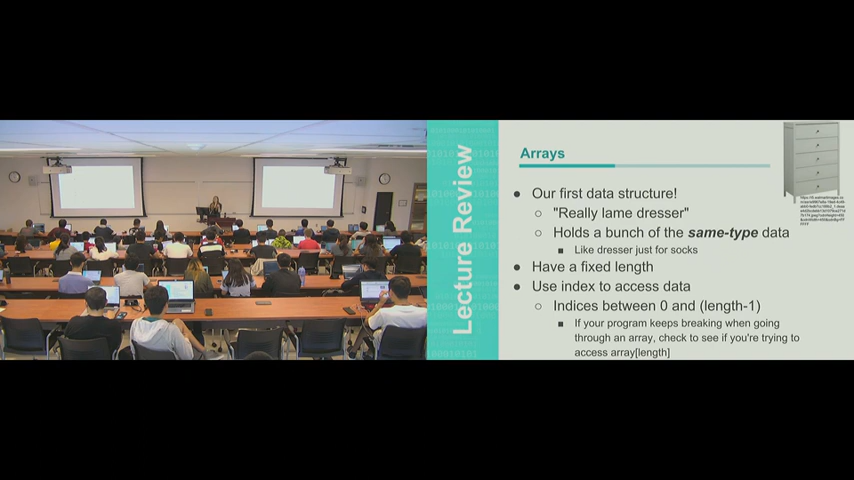 Lecture Review
Arrays
● Our first data structure!
○ "Really lame dresser"
○ Holds a bunch of the same-type data
■ Like dresser just for socks
● Have a fixed length
● Use index to access data
○ Indices between 0 and (length-1)
■ If your program keeps breaking when going
through an array, check to see if you're trying to
access array[length]